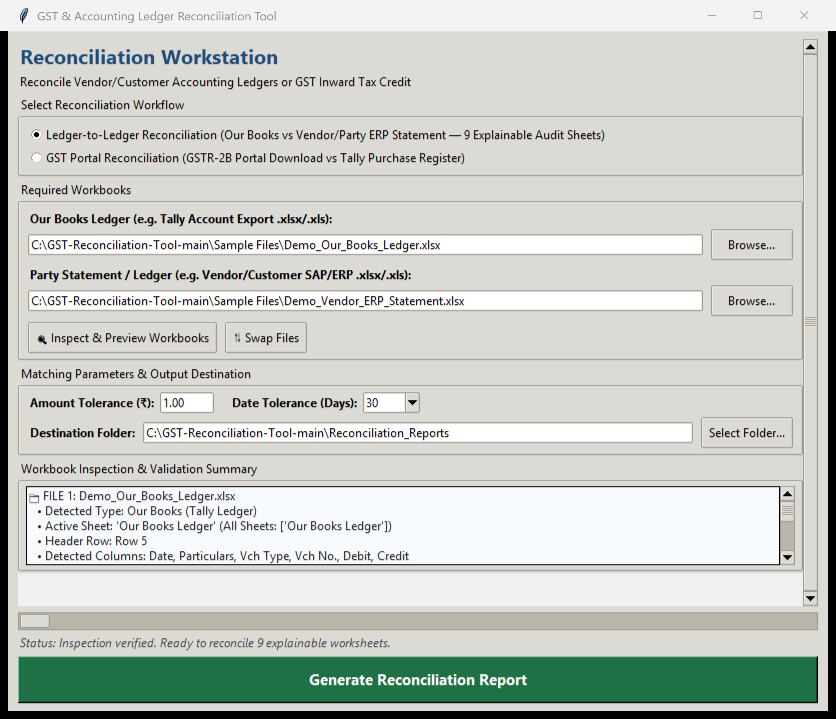 GST & Accounting Ledger Reconciliation Tool
Reconciliation Workstation
Reconcile Vendor/Customer Accounting Ledgers or GST Inward Tax Credit
Select Reconciliation Workflow
Ledger-to-Ledger Reconciliation (Our Books vs Vendor/Party ERP Statement — 9 Explainable Audit Sheets)
GST Portal Reconciliation (GSTR-2B Portal Download vs Tally Purchase Register)
Required Workbooks
Our Books Ledger (e.g. Tally Account Export .xlsx/.xls):
C:\GST-Reconciliation-Tool-main\Sample Files\Demo_Our_Books_Ledger.xlsx Browse...
Party Statement / Ledger (e.g. Vendor/Customer SAP/ERP .xlsx/.xls):
C:\GST-Reconciliation-Tool-main\Sample Files\Demo_Vendor_ERP_Statement.xlsx Browse...
Inspect & Preview Workbooks Swap Files
Matching Parameters & Output Destination
Amount Tolerance (₹): 1.00 Date Tolerance (Days): 30
Destination Folder: C:\GST-Reconciliation-Tool-main\Reconciliation_Reports Select Folder...
Workbook Inspection & Validation Summary
FILE 1: Demo_Our_Books_Ledger.xlsx
• Detected Type: Our Books (Tally Ledger)
• Active Sheet: 'Our Books Ledger' (All Sheets: ['Our Books Ledger'])
• Header Row: Row 5
• Detected Columns: Date, Particulars, Vch Type, Vch No., Debit, Credit
Status: Inspection verified. Ready to reconcile 9 explainable worksheets.
Generate Reconciliation Report